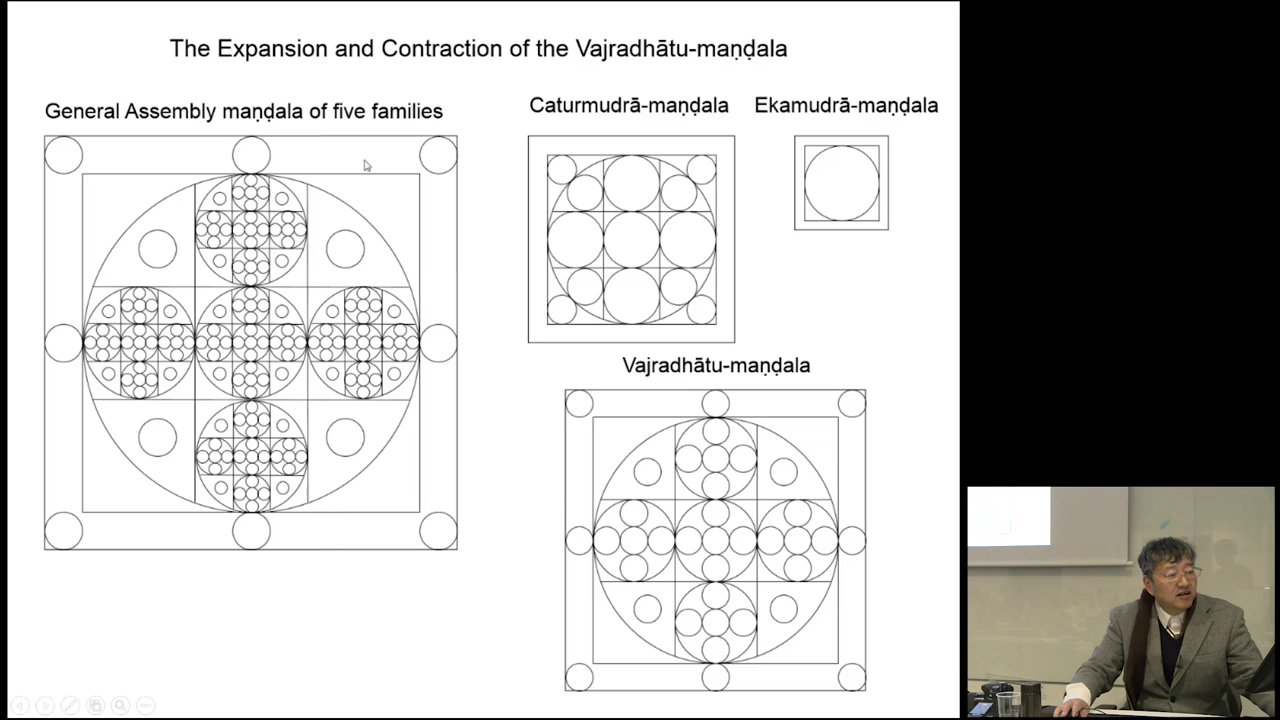 The Expansion and Contraction of the Vajradhātu-maṇḍala
General Assembly maṇḍala of five families
Caturmudrā-maṇḍala
Ekamudrā-maṇḍala
Vajradhātu-maṇḍala